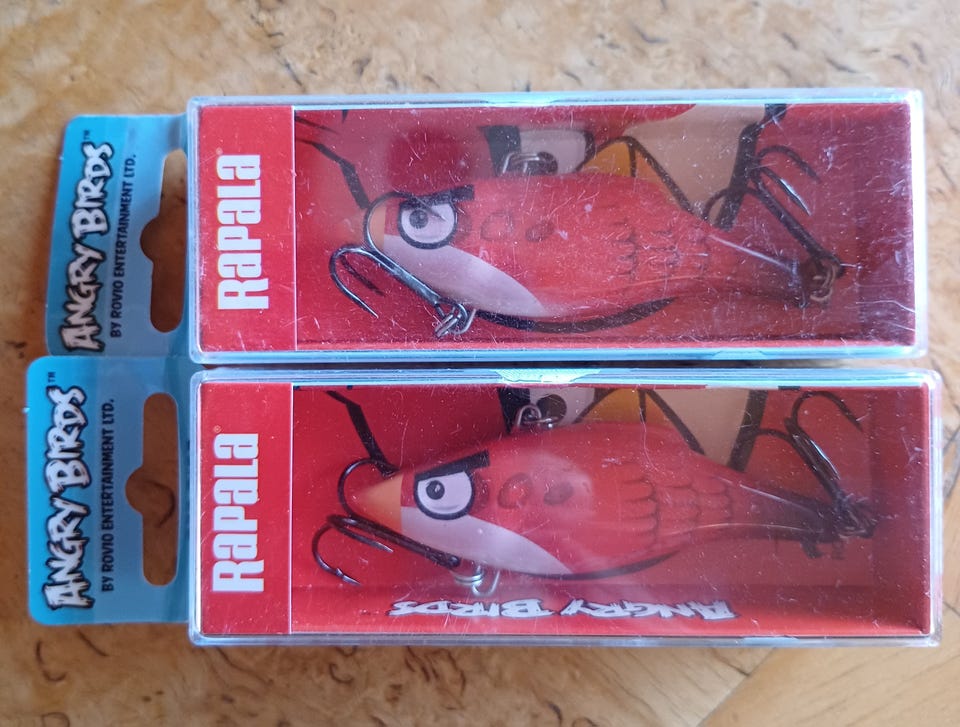 ANGRY BIRDS™
BY ROVIO ENTERTAINMENT LTD.
Rapala®
ANGRY BIRDS™
BY ROVIO ENTERTAINMENT LTD.
Rapala®
ANGRY BIRDS